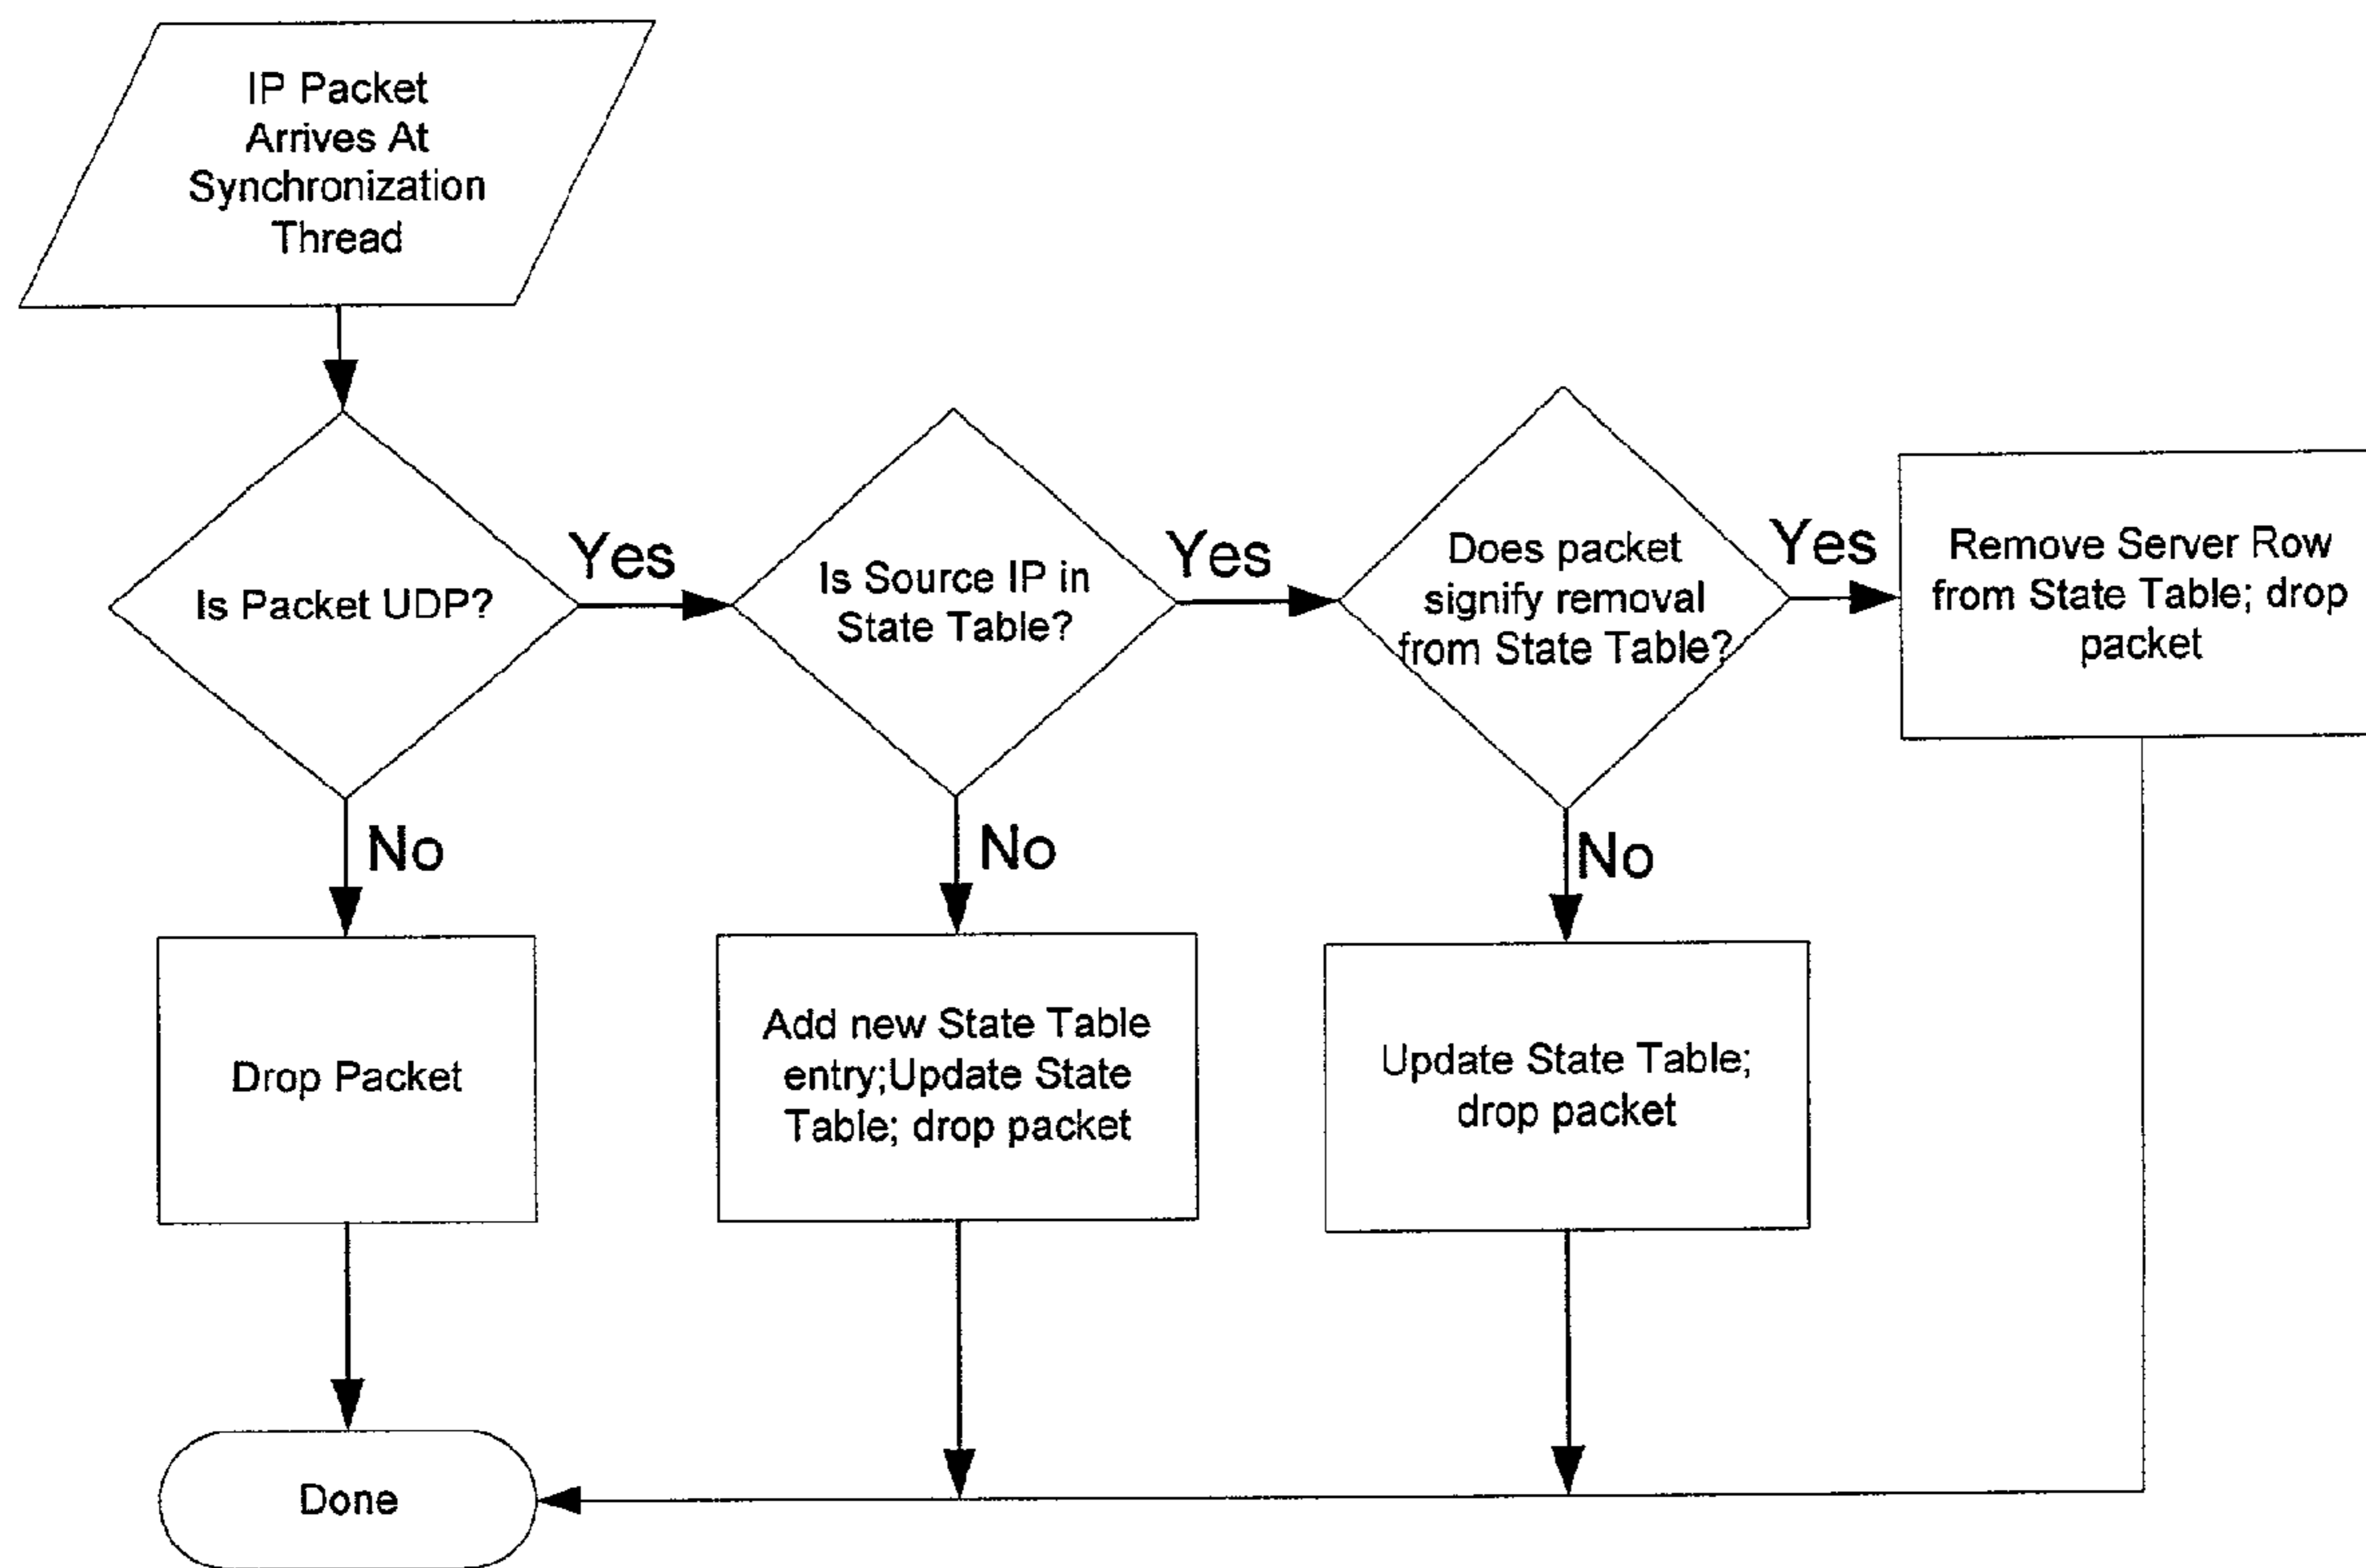 IP Packet
Arrives At
Synchronization
Thread
Is Packet UDP?
Yes
Is Source IP in
State Table?
Yes
Does packet
signify removal
from State Table?
Yes
Remove Server Row
from State Table; drop
packet
No
No
No
Drop Packet
Add new State Table
entry;Update State
Table; drop packet
Update State Table;
drop packet
Done